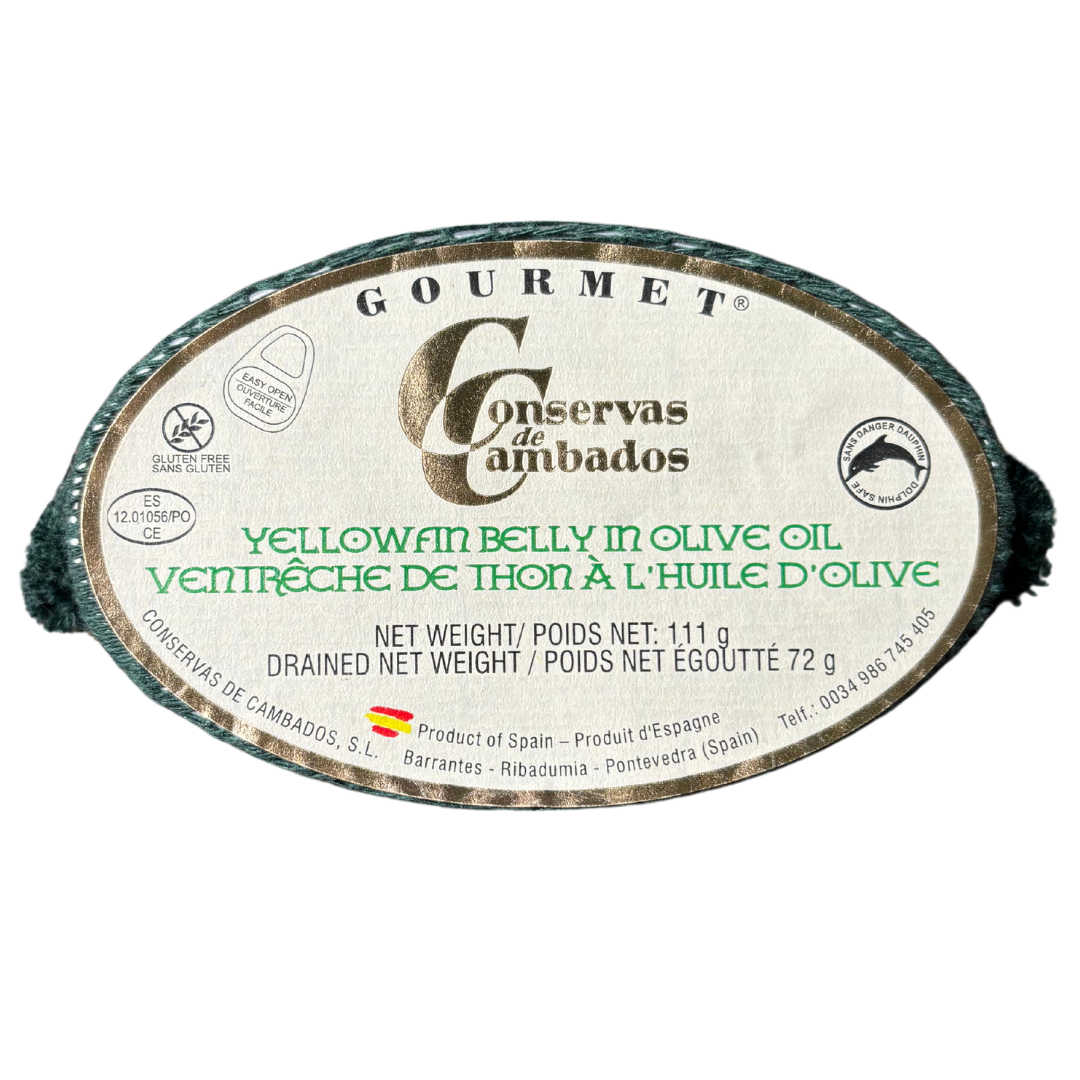 GOURMET®
EASY OPEN
OUVERTURE
FACILE
Conservas
de
Cambados
GLUTEN FREE
SANS GLUTEN
SANS DANGER DAUPHIN
DOLPHIN SAFE
ES
12.01056/PO
CE
YELLOWFIN BELLY IN OLIVE OIL
VENTRÊCHE DE THON À L'HUILE D'OLIVE
NET WEIGHT/ POIDS NET: 111 g
DRAINED NET WEIGHT / POIDS NET ÉGOUTTÉ 72 g
Product of Spain – Produit d'Espagne
CONSERVAS DE CAMBADOS, S.L. Barrantes - Ribadumia - Pontevedra (Spain) Telf.: 0034 986 745 405